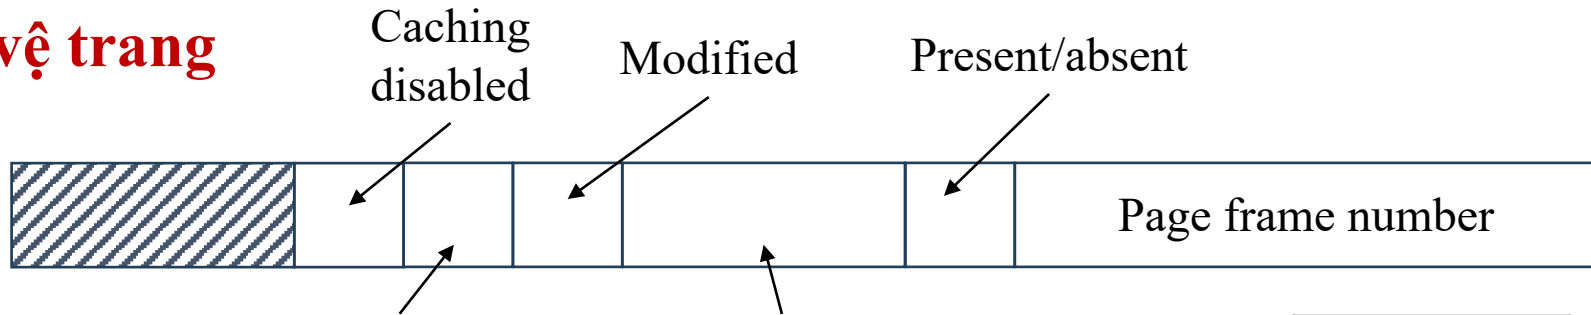 vệ trang
Caching
disabled
Modified
Present/absent
Page frame number